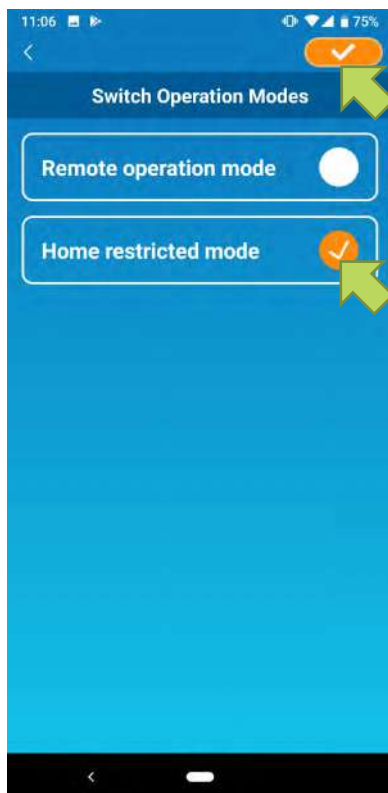 11:06
75%
Switch Operation Modes
Remote operation mode
Home restricted mode